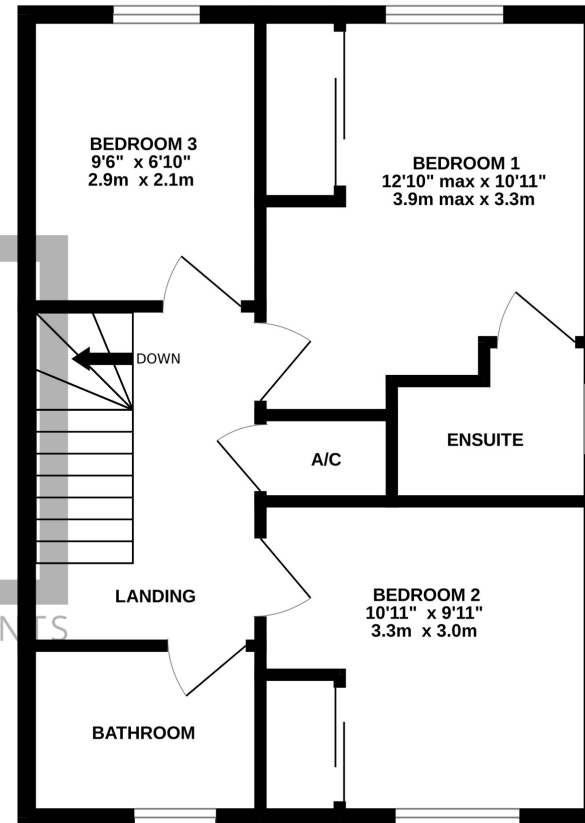 BEDROOM 3
9'6" x 6'10"
2.9m x 2.1m
BEDROOM 1
12'10" max x 10'11"
3.9m max x 3.3m
DOWN
ENSUITE
A/C
LANDING
BEDROOM 2
10'11" x 9'11"
3.3m x 3.0m
NTS
BATHROOM